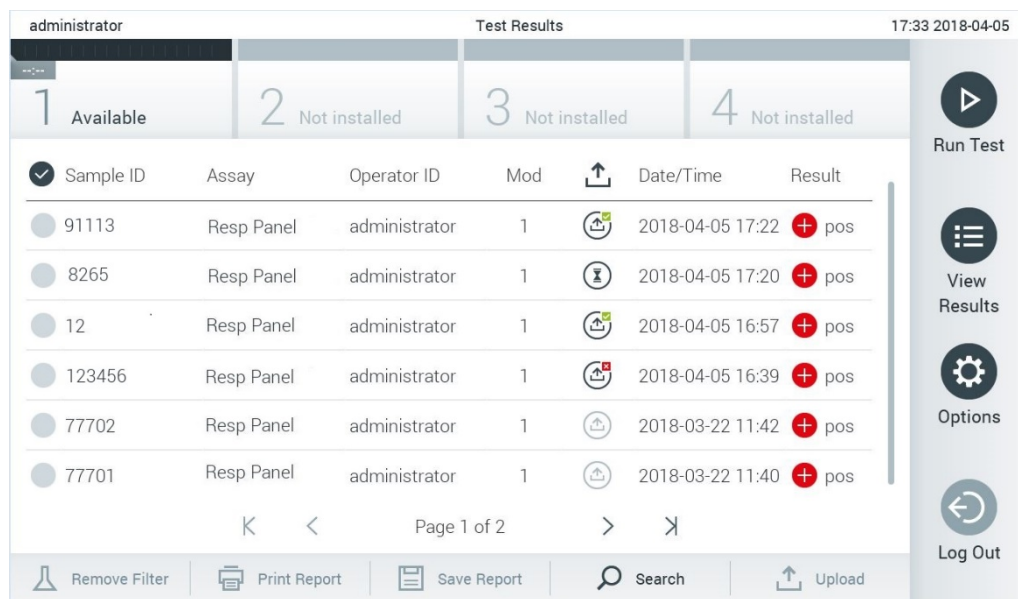 administrator Test Results 17:33 2018-04-05
--:--
1 Available 2 Not installed 3 Not installed 4 Not installed
Run Test
Sample ID Assay Operator ID Mod Date/Time Result
91113 Resp Panel administrator 1 2018-04-05 17:22 pos
8265 Resp Panel administrator 1 2018-04-05 17:20 pos
View
Results
12 Resp Panel administrator 1 2018-04-05 16:57 pos
123456 Resp Panel administrator 1 2018-04-05 16:39 pos
77702 Resp Panel administrator 1 2018-03-22 11:42 pos
Options
77701 Resp Panel administrator 1 2018-03-22 11:40 pos
Page 1 of 2
Log Out
Remove Filter Print Report Save Report Search Upload